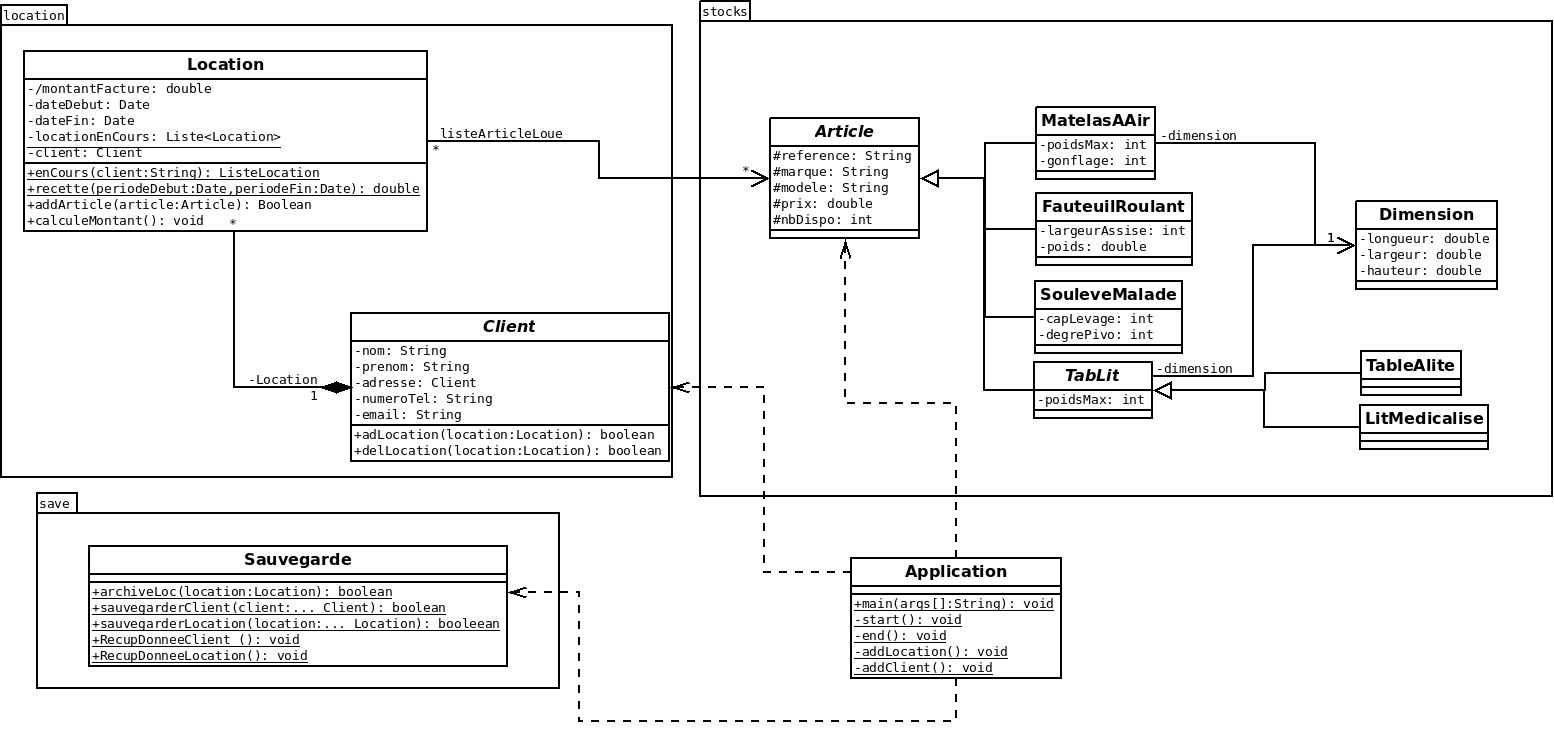 location
Location
-/montantFacture: double
-dateDebut: Date
-dateFin: Date
-locationEnCours: Liste<Location>
-client: Client
+enCours(client:String): ListeLocation
+recette(periodeDebut:Date,periodeFin:Date): double
+addArticle(article:Article): Boolean
+calculeMontant(): void
*
listeArticleLoue
*
*
-Location
1
Client
-nom: String
-prenom: String
-adresse: Client
-numeroTel: String
-email: String
+adLocation(location:Location): boolean
+delLocation(location:Location): boolean
stocks
Article
#reference: String
#marque: String
#modele: String
#prix: double
#nbDispo: int
MatelasAAir
-poidsMax: int
-gonflage: int
-dimension
FauteuilRoulant
-largeurAssise: int
-poids: double
SouleveMalade
-capLevage: int
-degrePivo: int
TabLit
-poidsMax: int
-dimension
1
Dimension
-longueur: double
-largeur: double
-hauteur: double
TableAlite
LitMedicalise
save
Sauvegarde
+archiveLoc(location:Location): boolean
+sauvegarderClient(client:... Client): boolean
+sauvegarderLocation(location:... Location): booleean
+RecupDonneeClient (): void
+RecupDonneeLocation(): void
Application
+main(args[]:String): void
-start(): void
-end(): void
-addLocation(): void
-addClient(): void